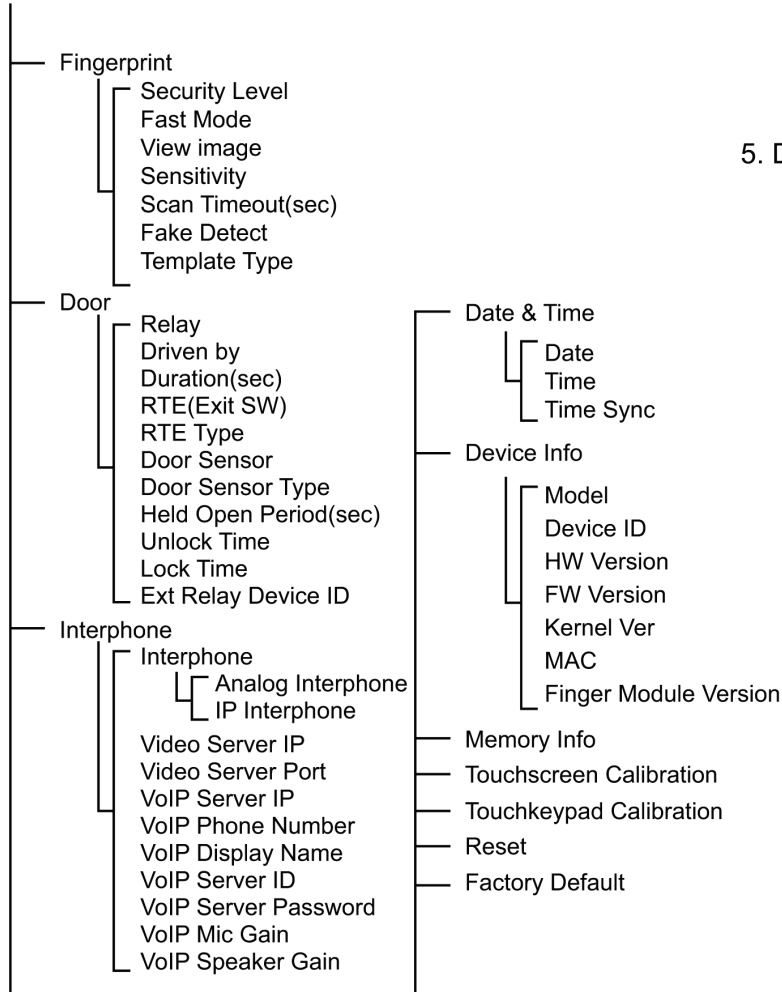 Fingerprint
Security Level
Fast Mode
View image
Sensitivity
Scan Timeout(sec)
Fake Detect
Template Type
Door
Relay
Driven by
Duration(sec)
RTE(Exit SW)
RTE Type
Door Sensor
Door Sensor Type
Held Open Period(sec)
Unlock Time
Lock Time
Ext Relay Device ID
Interphone
Interphone
Analog Interphone
IP Interphone
Video Server IP
Video Server Port
VoIP Server IP
VoIP Phone Number
VoIP Display Name
VoIP Server ID
VoIP Server Password
VoIP Mic Gain
VoIP Speaker Gain
Date & Time
Date
Time
Time Sync
Device Info
Model
Device ID
HW Version
FW Version
Kernel Ver
MAC
Finger Module Version
Memory Info
Touchscreen Calibration
Touchkeypad Calibration
Reset
Factory Default
5.